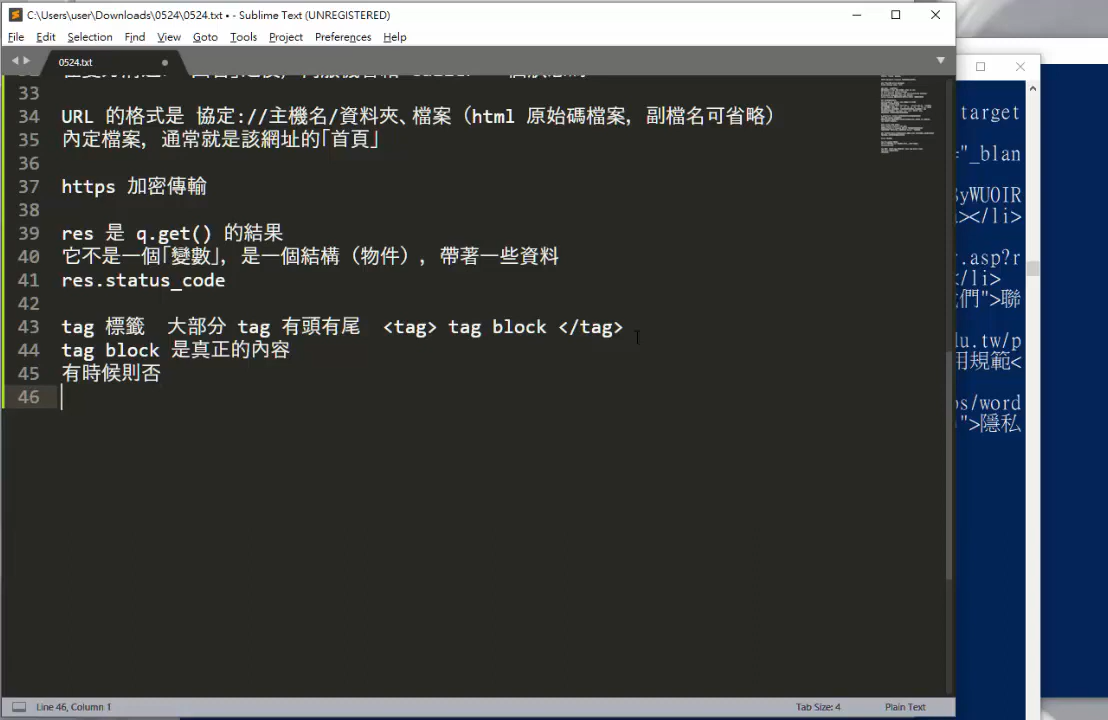 C:\Users\user\Downloads\0524\0524.txt • - Sublime Text (UNREGISTERED)
File Edit Selection Find View Goto Tools Project Preferences Help
0524.txt
33
34 URL 的格式是 協定://主機名/資料夾、檔案（html 原始碼檔案，副檔名可省略）
35 內定檔案，通常就是該網址的「首頁」
36
37 https 加密傳輸
38
39 res 是 q.get() 的結果
40 它不是一個「變數」，是一個結構（物件），帶著一些資料
41 res.status_code
42
43 tag 標籤 大部分 tag 有頭有尾 <tag> tag block </tag>
44 tag block 是真正的內容
45 有時候則否
46
target
="_blan
ByWUOIR
></li>
r.asp?r
</li>
們">聯
du.tw/p
用規範<
ps/word
">隱私
Line 46, Column 1
Tab Size: 4
Plain Text